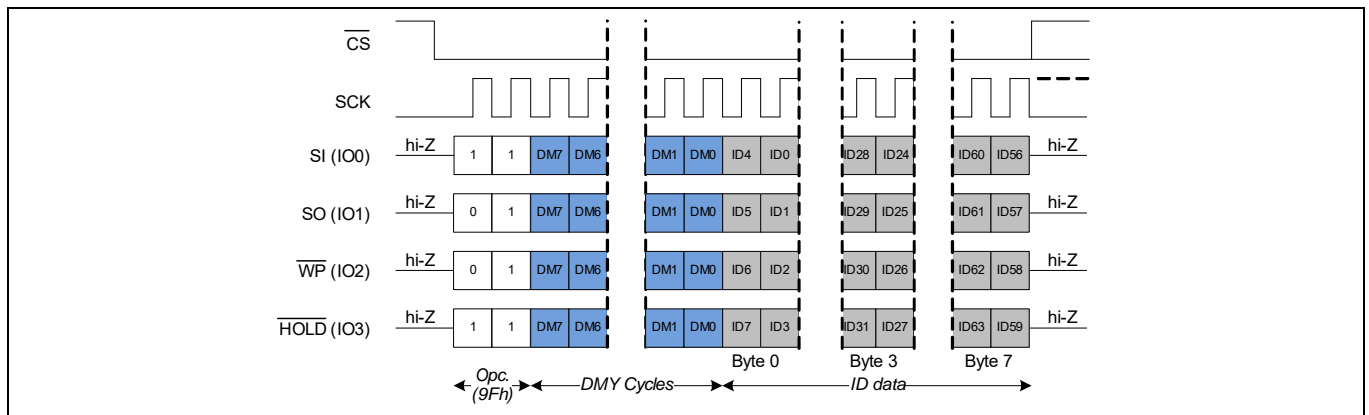 CS
SCK
SI (IO0) hi-Z 1 1 DM7 DM6 DM1 DM0 ID4 ID0 ID28 ID24 ID60 ID56 hi-Z
SO (IO1) hi-Z 0 1 DM7 DM6 DM1 DM0 ID5 ID1 ID29 ID25 ID61 ID57 hi-Z
WP (IO2) hi-Z 0 1 DM7 DM6 DM1 DM0 ID6 ID2 ID30 ID26 ID62 ID58 hi-Z
HOLD (IO3) hi-Z 1 1 DM7 DM6 DM1 DM0 ID7 ID3 ID31 ID27 ID63 ID59 hi-Z
Byte 0 Byte 3 Byte 7
Opc. DMY Cycles ID data
(9Fh)